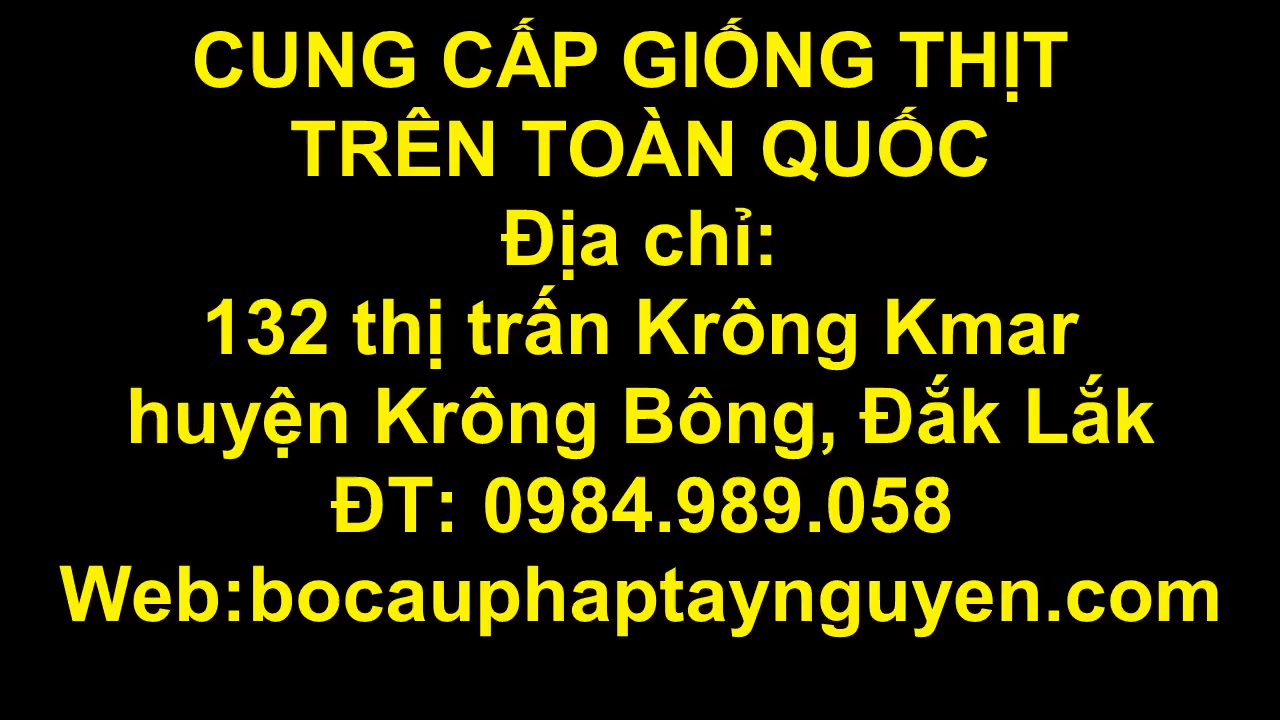 CUNG CẤP GIỐNG THỊT
TRÊN TOÀN QUỐC
Địa chỉ:
132 thị trấn Krông Kmar
huyện Krông Bông, Đắk Lắk
ĐT: 0984.989.058
Web:bocauphaptaynguyen.com